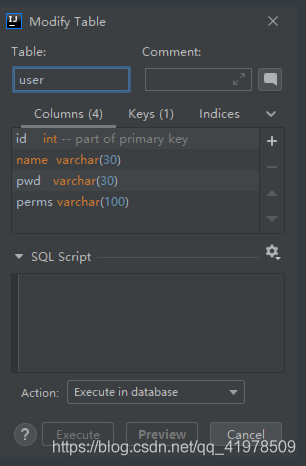 Modify Table
Table: Comment:
user
Columns (4) Keys (1) Indices
id int -- part of primary key
name varchar(30)
pwd varchar(30)
perms varchar(100)
SQL Script
Action: Execute in database
? Execute Preview Cancel
https://blog.csdn.net/qq_41978509